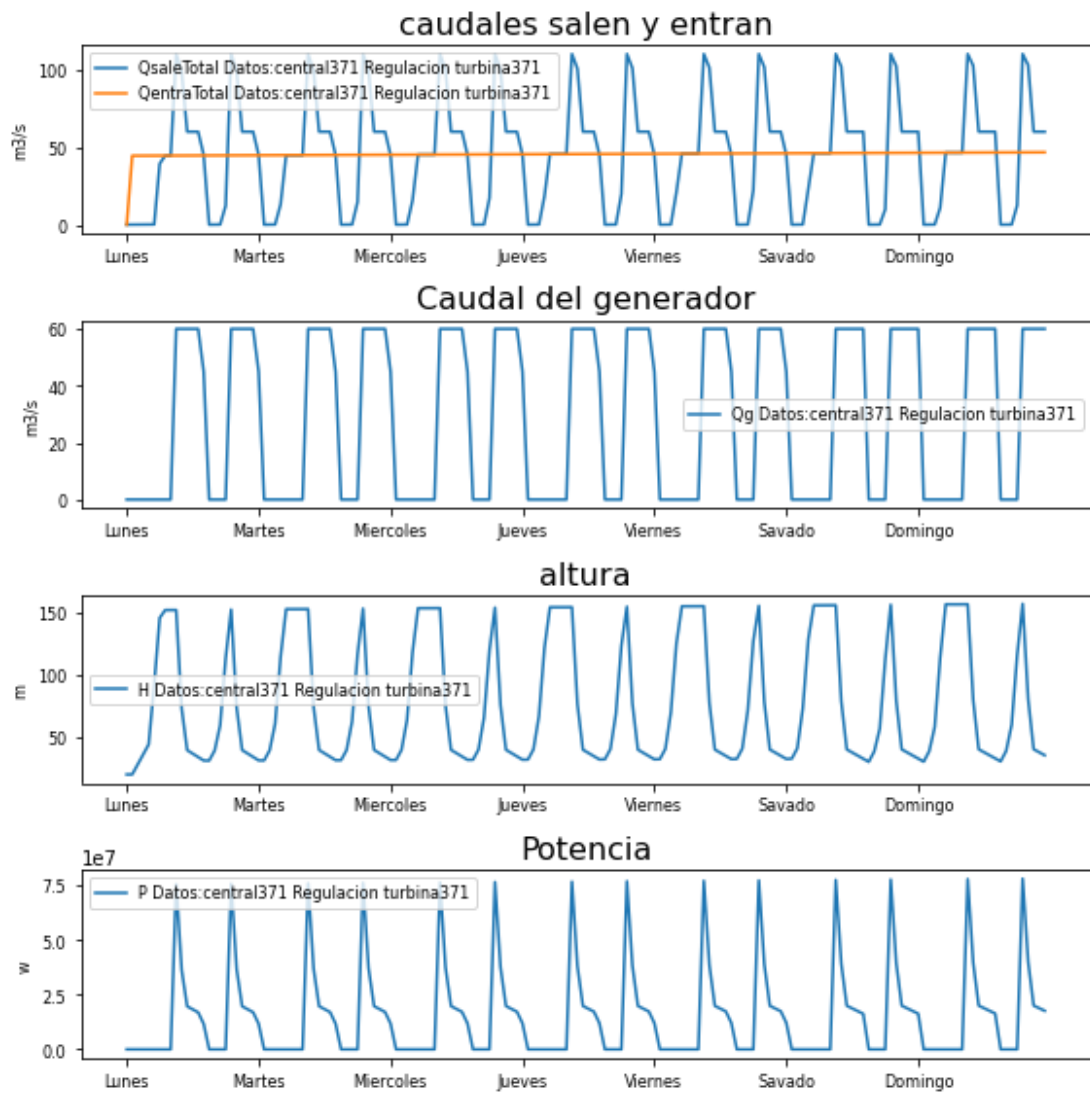 caudales salen y entran
m3/s
100
50
0
QsaleTotal Datos:central371 Regulacion turbina371
QentraTotal Datos:central371 Regulacion turbina371
Lunes Martes Miercoles Jueves Viernes Savado Domingo
Caudal del generador
m3/s
60
40
20
0
Qg Datos:central371 Regulacion turbina371
Lunes Martes Miercoles Jueves Viernes Savado Domingo
altura
m
150
100
50
H Datos:central371 Regulacion turbina371
Lunes Martes Miercoles Jueves Viernes Savado Domingo
Potencia
1e7
w
7.5
5.0
2.5
0.0
P Datos:central371 Regulacion turbina371
Lunes Martes Miercoles Jueves Viernes Savado Domingo